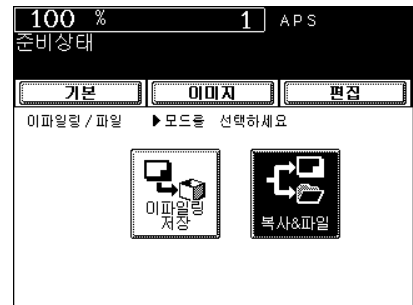 100 % 1 APS
준비상태
기본 이미지 편집
이파일링 / 파일 ▶모드를 선택하세요
이파일링
저장
복사&파일